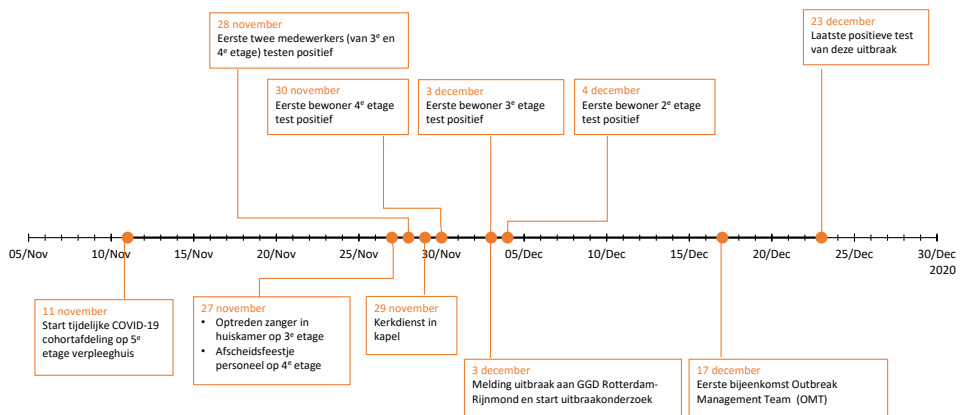 28 november
Eerste twee medewerkers (van 3e en
4e etage) testen positief
23 december
Laatste positieve test
van deze uitbraak
30 november
Eerste bewoner 4e etage
test positief
3 december
Eerste bewoner 3e etage
test positief
4 december
Eerste bewoner 2e etage
test positief
05/Nov
10/Nov
15/Nov
20/Nov
25/Nov
30/Nov
05/Dec
10/Dec
15/Dec
20/Dec
25/Dec
30/Dec
2020
11 november
Start tijdelijke COVID-19
cohortafdeling op 5e
etage verpleeghuis
27 november
• Optreden zanger in
huiskamer op 3e etage
• Afscheidsfeestje
personeel op 4e etage
29 november
Kerkdienst in
kapel
3 december
Melding uitbraak aan GGD Rotterdam-
Rijnmond en start uitbraakonderzoek
17 december
Eerste bijeenkomst Outbreak
Management Team (OMT)